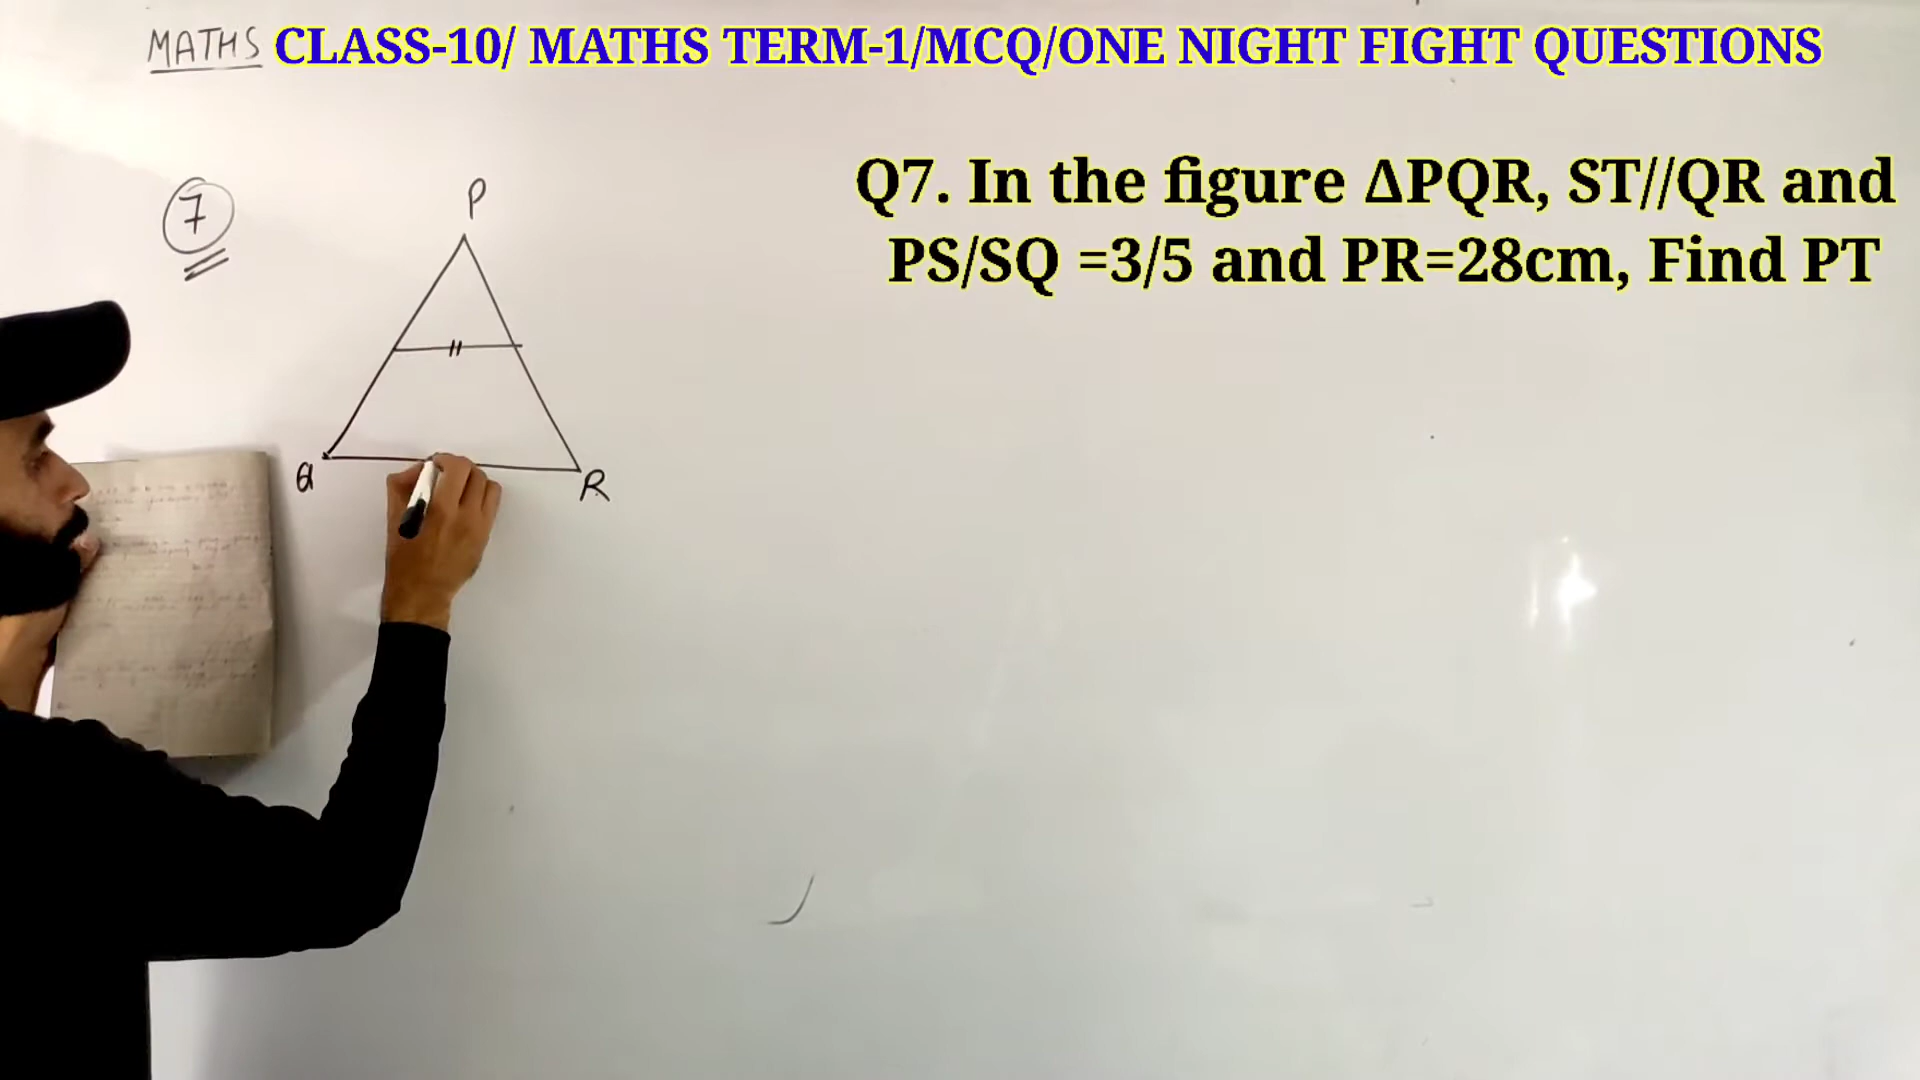 MATHS CLASS-10/ MATHS TERM-1/MCQ/ONE NIGHT FIGHT QUESTIONS
Q7. In the figure ΔPQR, ST//QR and
PS/SQ =3/5 and PR=28cm, Find PT
7
P
Q
R